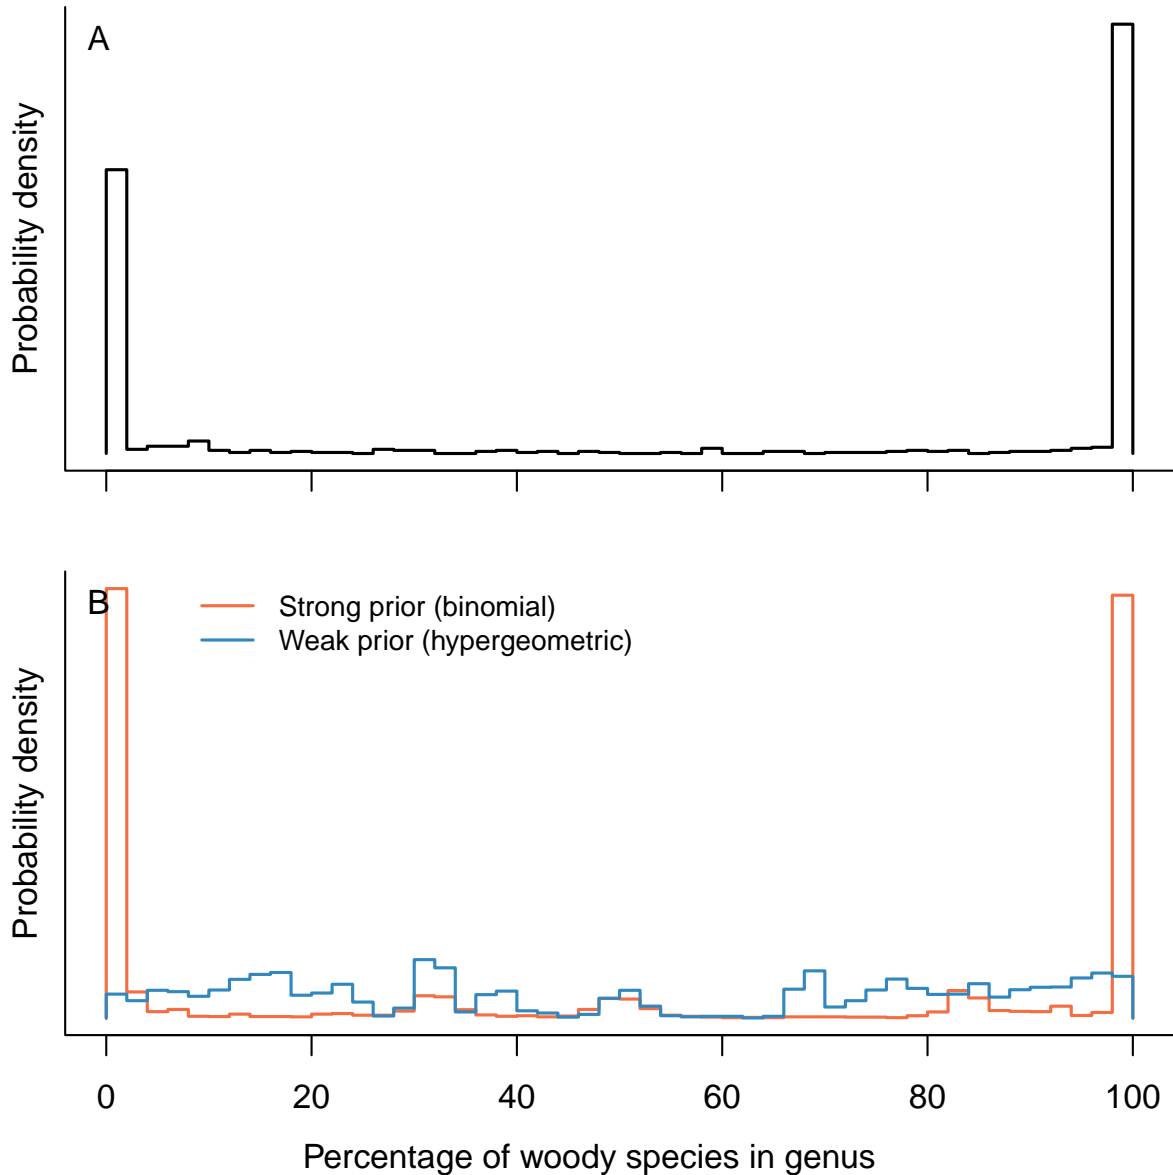 A
Probability density
0 20 40 60 80 100
B
Strong prior (binomial)
Weak prior (hypergeometric)
Probability density
Percentage of woody species in genus